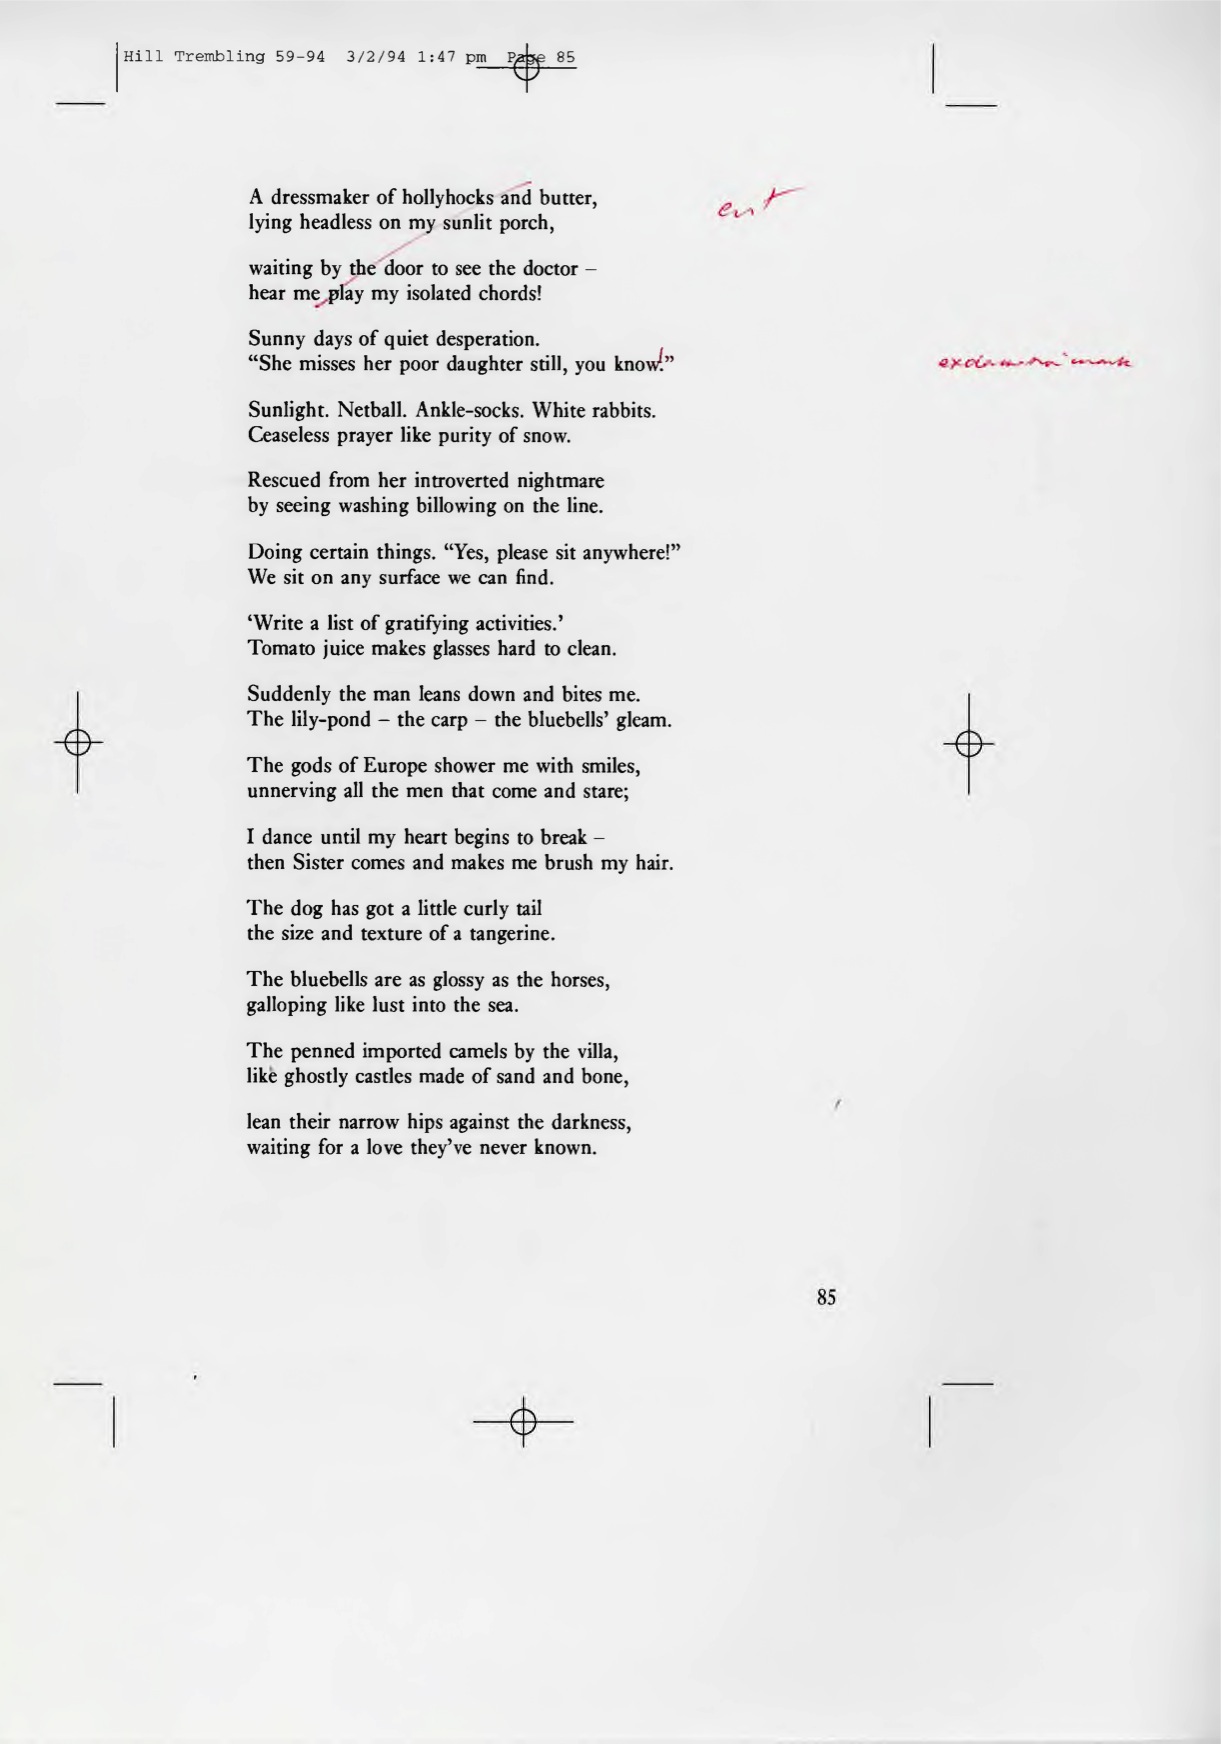 Hill Trembling 59-94 3/2/94 1:47 pm Page 85
A dressmaker of hollyhocks and butter,
cut
lying headless on my sunlit porch,
waiting by the door to see the doctor –
hear me play my isolated chords!
Sunny days of quiet desperation.
“She misses her poor daughter still, you know!”
exclamation mark
Sunlight. Netball. Ankle-socks. White rabbits.
Ceaseless prayer like purity of snow.
Rescued from her introverted nightmare
by seeing washing billowing on the line.
Doing certain things. “Yes, please sit anywhere!”
We sit on any surface we can find.
‘Write a list of gratifying activities.’
Tomato juice makes glasses hard to clean.
Suddenly the man leans down and bites me.
The lily-pond – the carp – the bluebells’ gleam.
The gods of Europe shower me with smiles,
unnerving all the men that come and stare;
I dance until my heart begins to break –
then Sister comes and makes me brush my hair.
The dog has got a little curly tail
the size and texture of a tangerine.
The bluebells are as glossy as the horses,
galloping like lust into the sea.
The penned imported camels by the villa,
like ghostly castles made of sand and bone,
lean their narrow hips against the darkness,
waiting for a love they’ve never known.
85